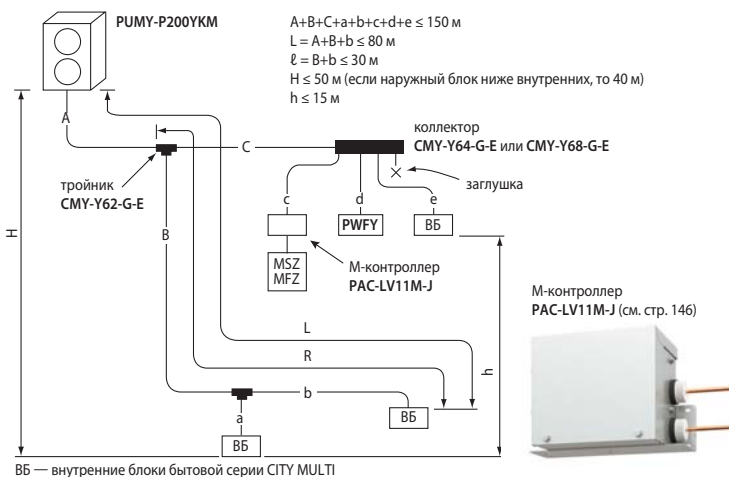 PUMY-P200YKM
A+B+C+a+b+c+d+e ≤ 150 м
L = A+B+b ≤ 80 м
ℓ = B+b ≤ 30 м
H ≤ 50 м (если наружный блок ниже внутренних, то 40 м)
h ≤ 15 м
A
C
коллектор
CMY-Y64-G-E или CMY-Y68-G-E
заглушка
тройник
CMY-Y62-G-E
c
d
e
H
B
PWFY
ВБ
MSZ
MFZ
М-контроллер
PAC-LV11M-J
М-контроллер
PAC-LV11M-J (см. стр. 146)
L
R
h
b
a
ВБ
ВБ
ВБ — внутренние блоки бытовой серии CITY MULTI